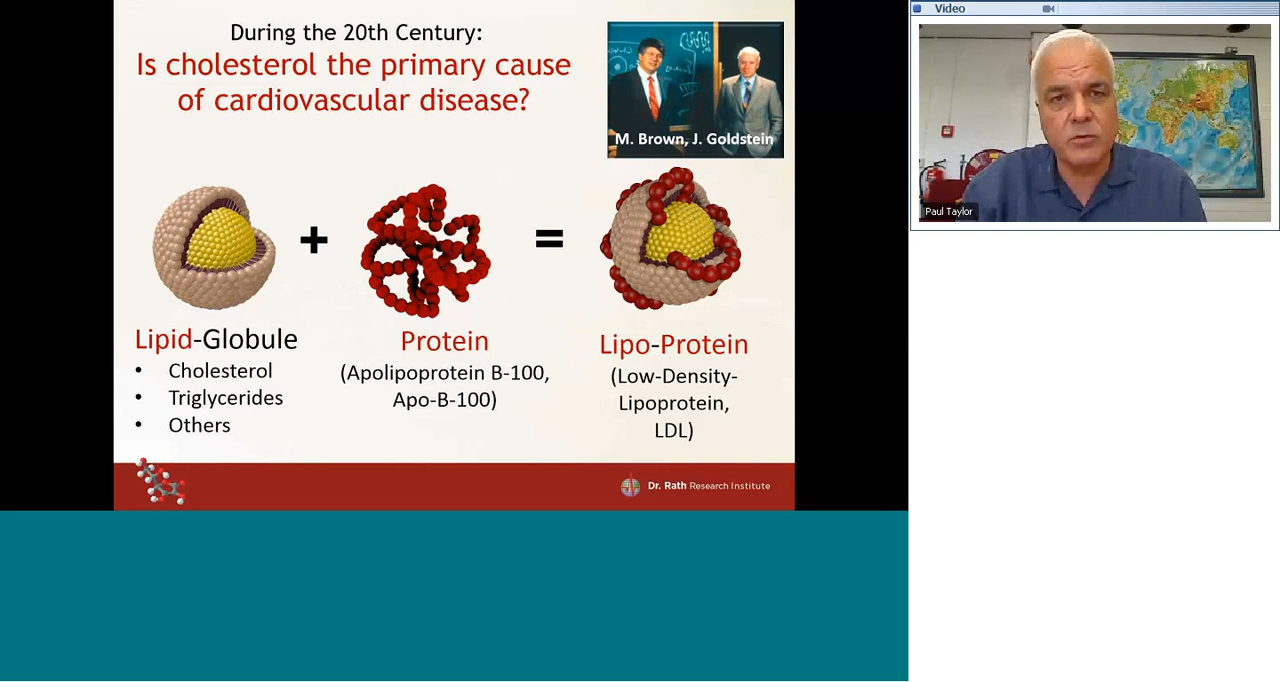 During the 20th Century:
Is cholesterol the primary cause
of cardiovascular disease?
M. Brown, J. Goldstein
+
=
Lipid-Globule
• Cholesterol
• Triglycerides
• Others
Protein
(Apolipoprotein B-100,
Apo-B-100)
Lipo-Protein
(Low-Density-
Lipoprotein,
LDL)
Dr. Rath Research Institute
Video
Paul Taylor